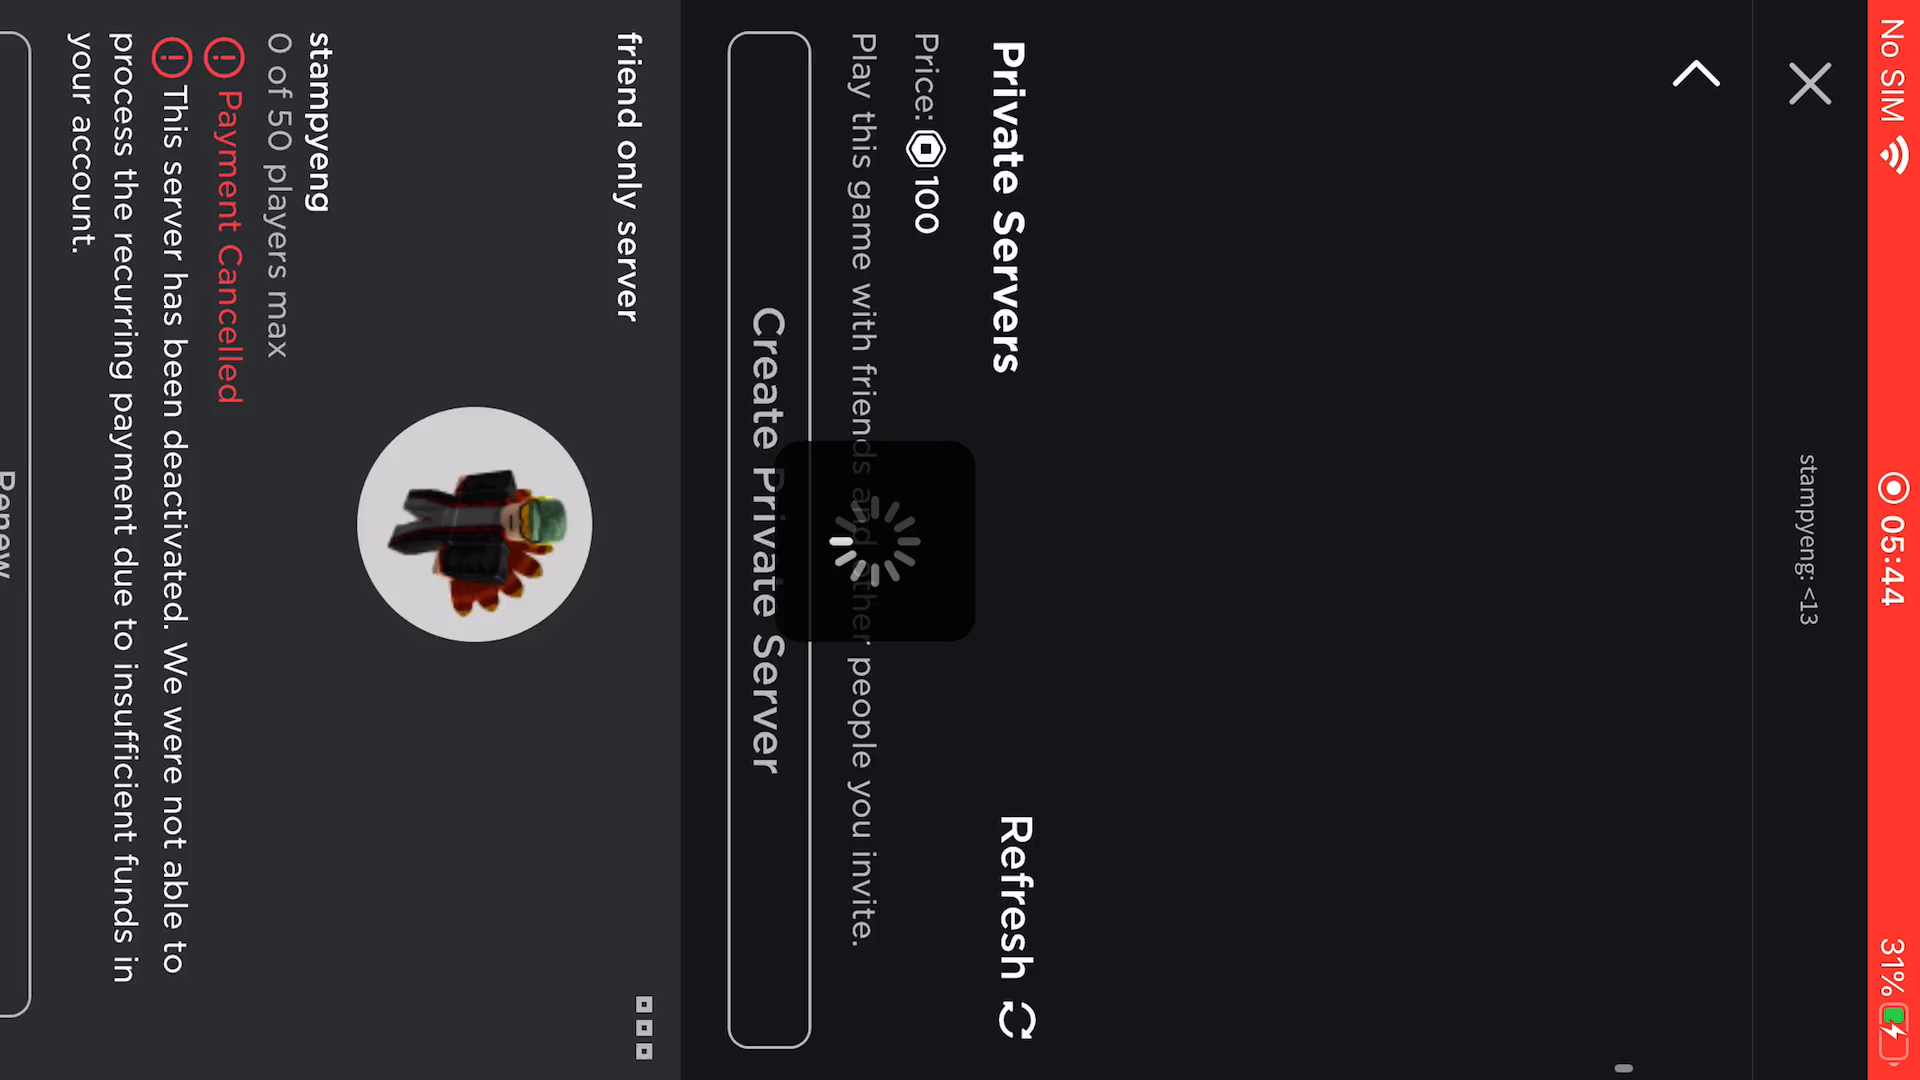 No SIM 05:44 31%
stampyeng: <13
Private Servers Refresh
Price: 100
Play this game with friends and other people you invite.
Create Private Server
friend only server
stampyeng
0 of 50 players max
Payment Cancelled
This server has been deactivated. We were not able to
process the recurring payment due to insufficient funds in
your account.
Renew